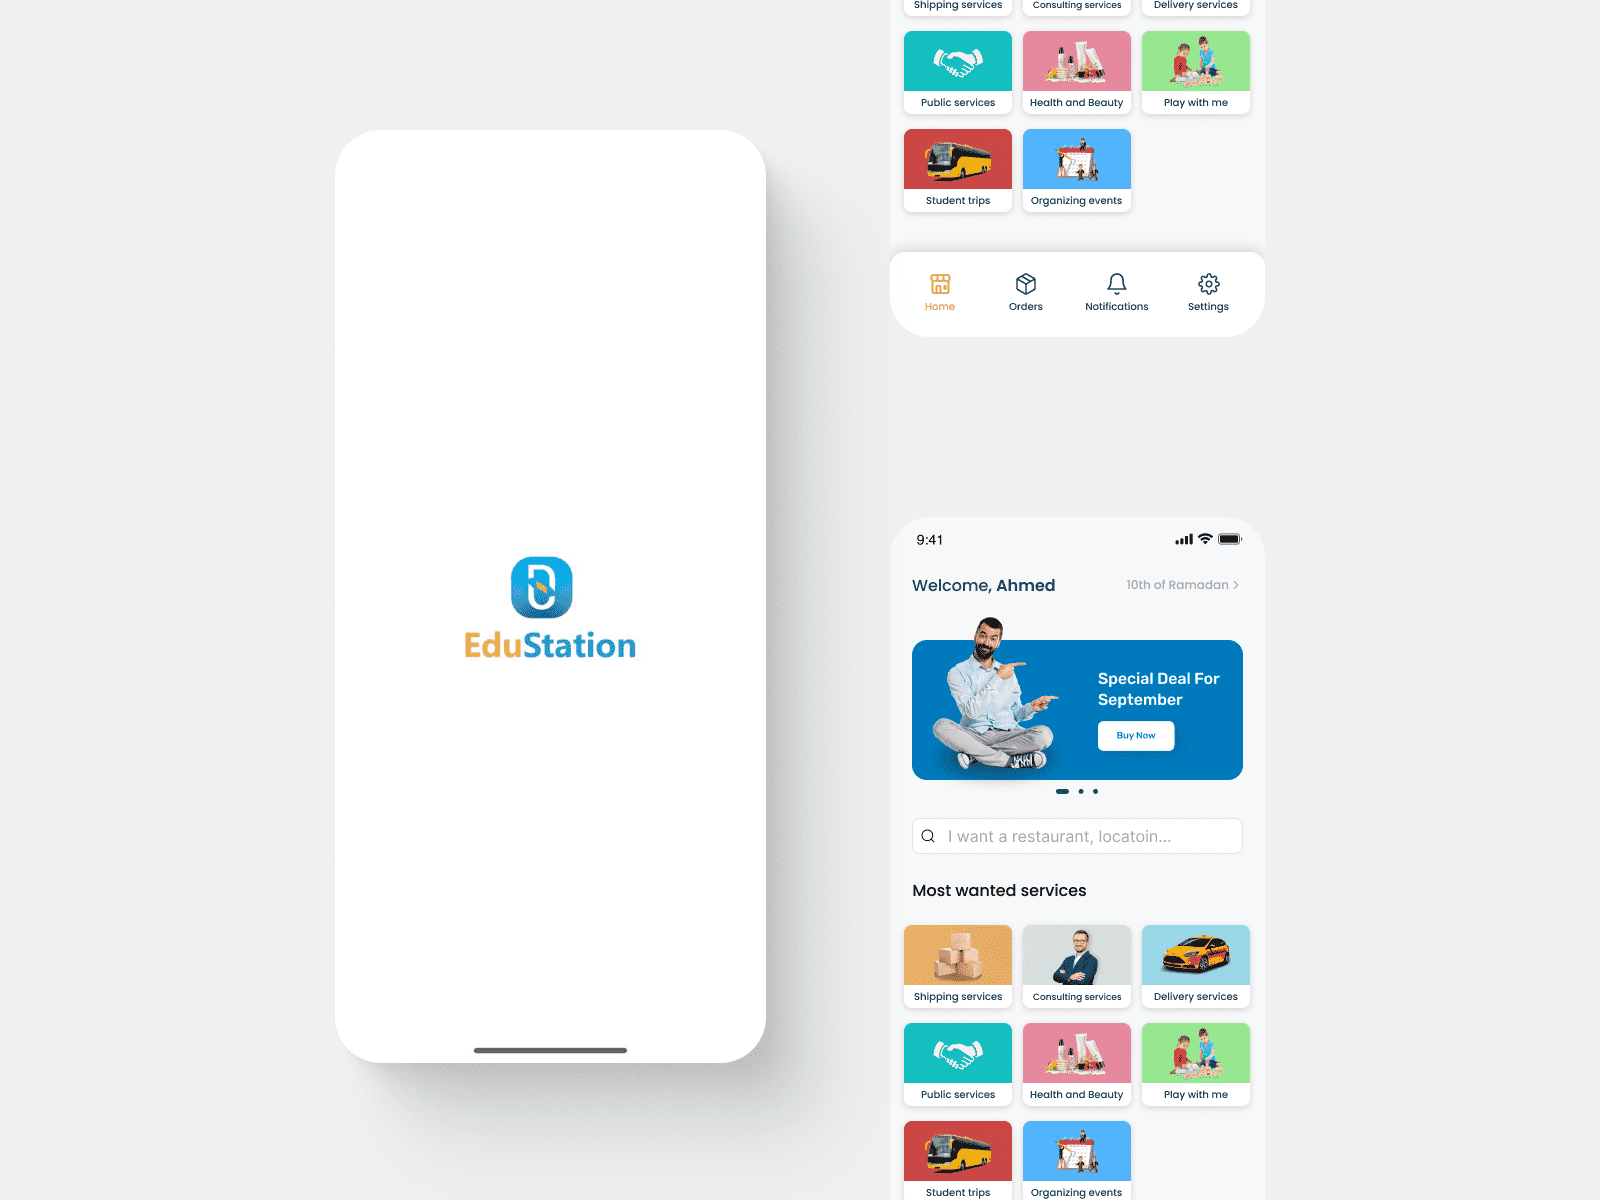 EduStation
Shipping services
Consulting services
Delivery services
Public services
Health and Beauty
Play with me
Student trips
Organizing events
Home
Orders
Notifications
Settings
9:41
Welcome, Ahmed
10th of Ramadan
Special Deal For
September
Buy Now
I want a restaurant, locatoin...
Most wanted services
Shipping services
Consulting services
Delivery services
Public services
Health and Beauty
Play with me
Student trips
Organizing events